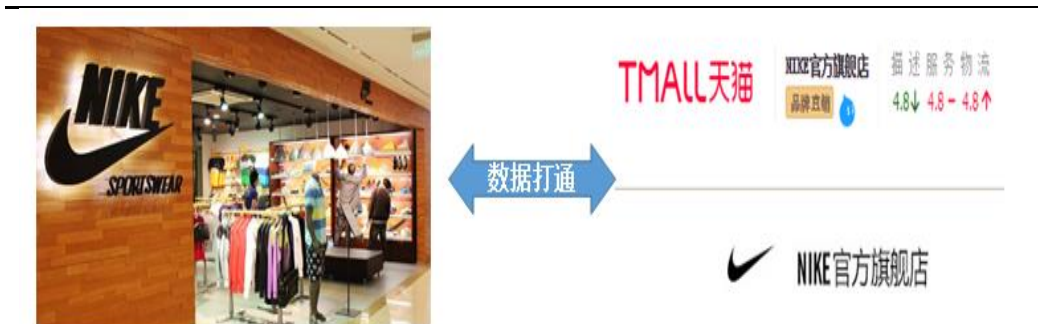 NIKE
SPORTSWEAR
数据打通
TMALL天猫
NIKE官方旗舰店
品牌直销
描述 服务 物流
4.8↓ 4.8- 4.8↑
NIKE官方旗舰店